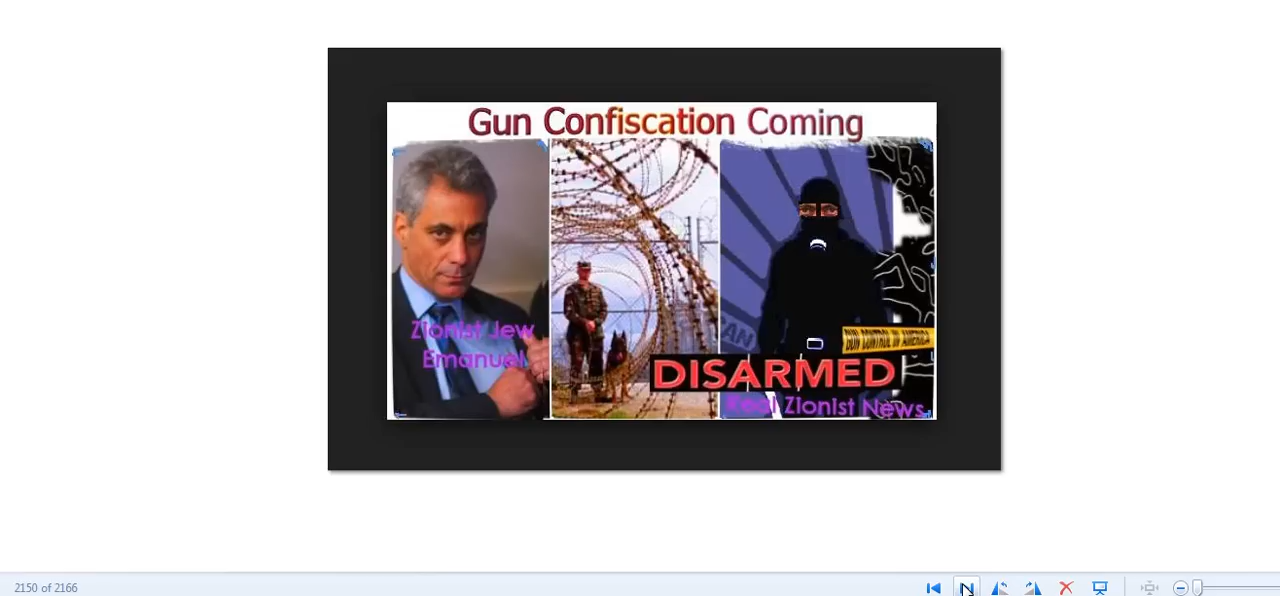 Gun Confiscation Coming
Zionist Jew
Emanuel
GUN CONTROL IN AMERICA
DISARMED
Real Zionist News
2150 of 2166